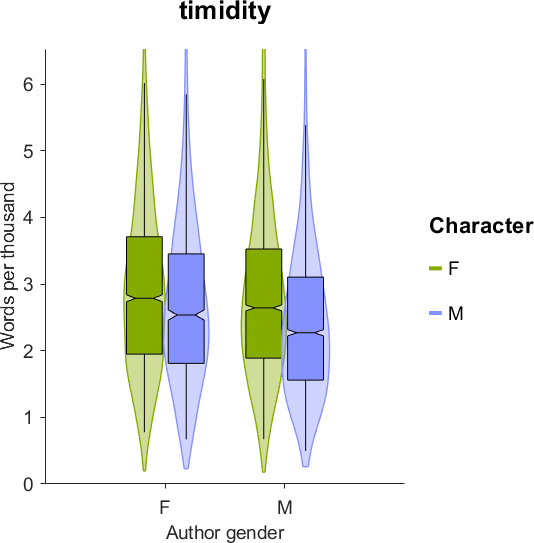 timidity
Words per thousand
6
5
4
3
2
1
0
F
M
Author gender
Character
F
M